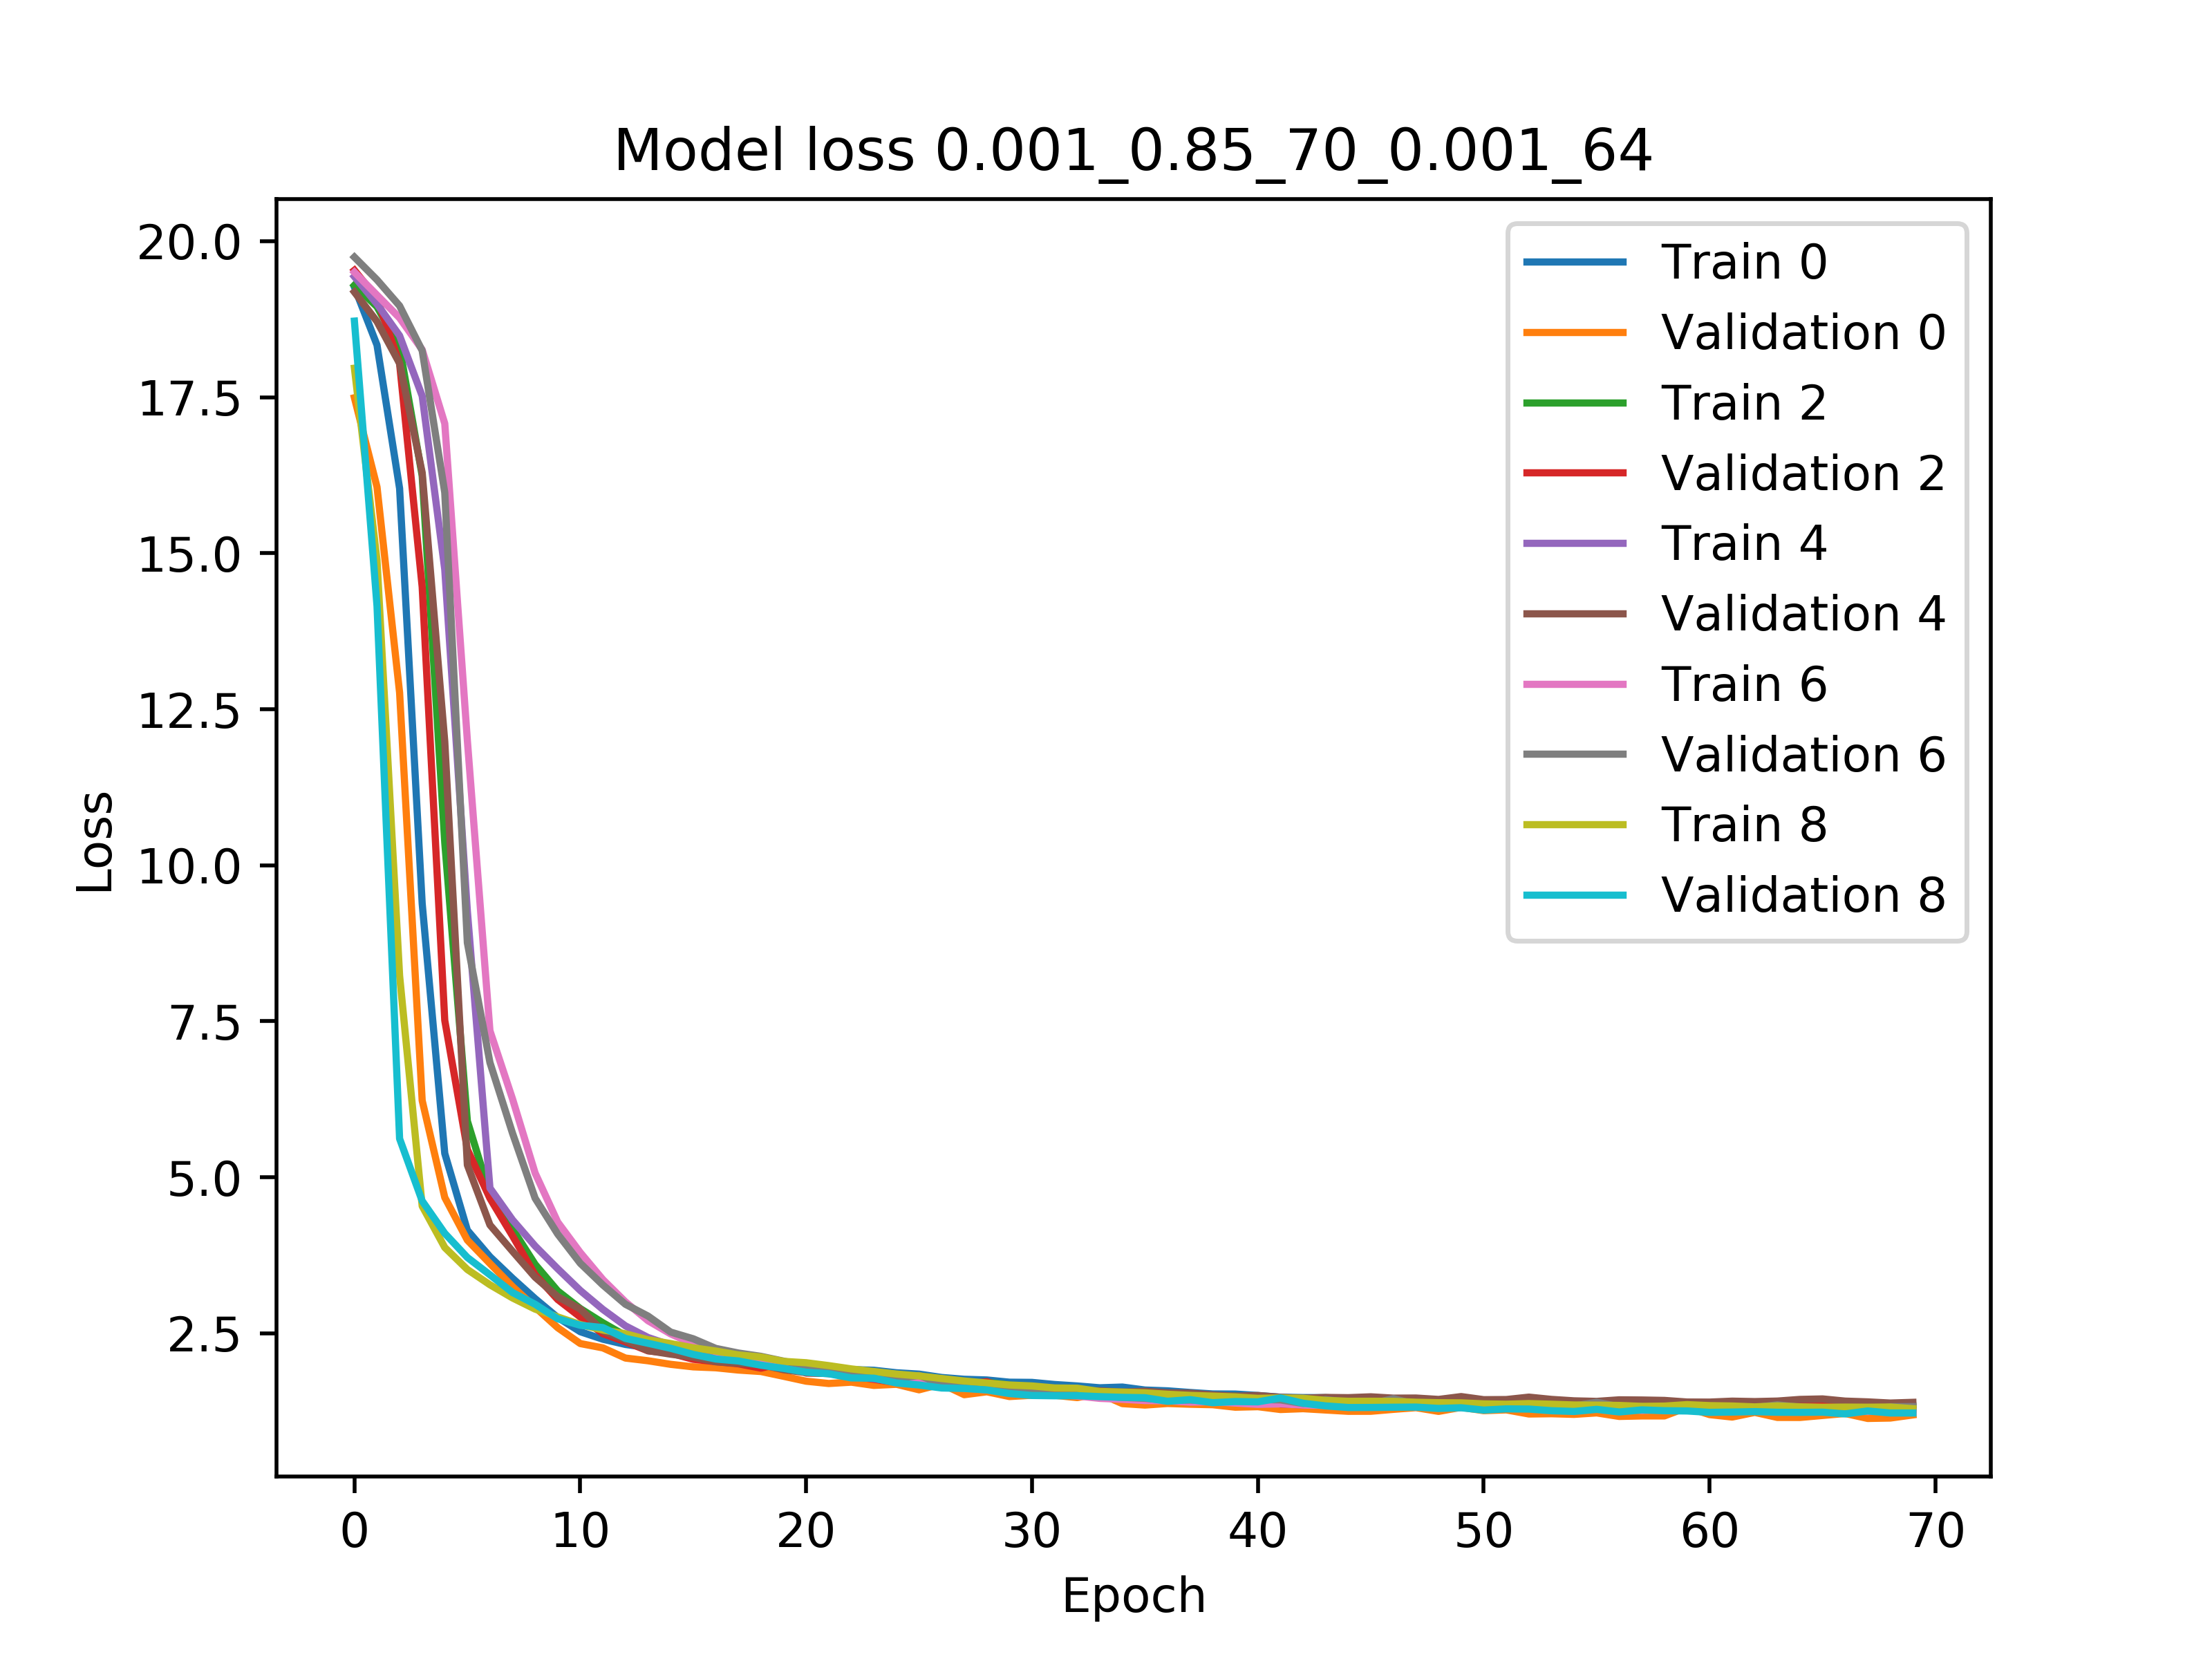 Model loss 0.001_0.85_70_0.001_64
20.0
17.5
15.0
12.5
10.0
7.5
5.0
2.5
Loss
Train 0
Validation 0
Train 2
Validation 2
Train 4
Validation 4
Train 6
Validation 6
Train 8
Validation 8
0 10 20 30 40 50 60 70
Epoch